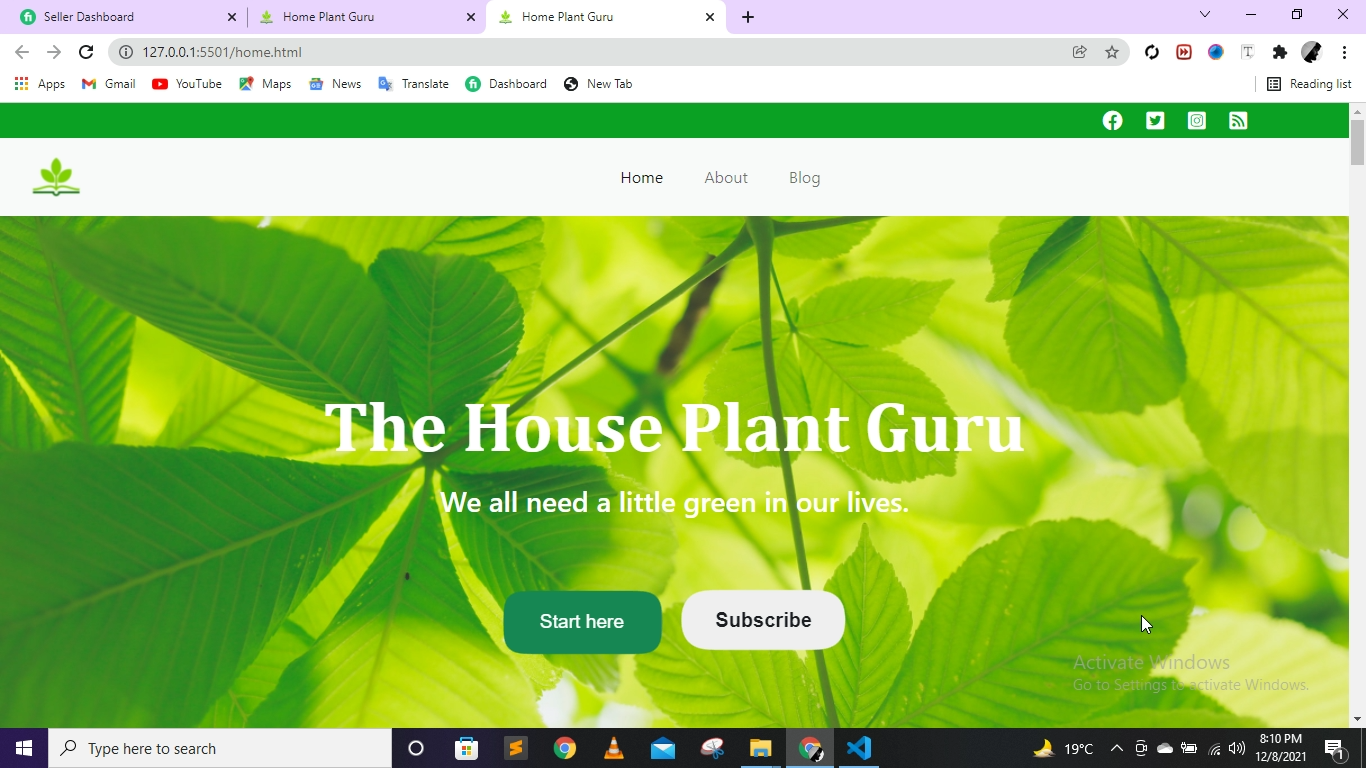 Seller Dashboard
Home Plant Guru
Home Plant Guru
127.0.0.1:5501/home.html
Apps Gmail YouTube Maps News Translate Dashboard New Tab Reading list
Home About Blog
The House Plant Guru
We all need a little green in our lives.
Start here Subscribe
Activate Windows
Go to Settings to activate Windows.
Type here to search
19°C
8:10 PM
12/8/2021
1